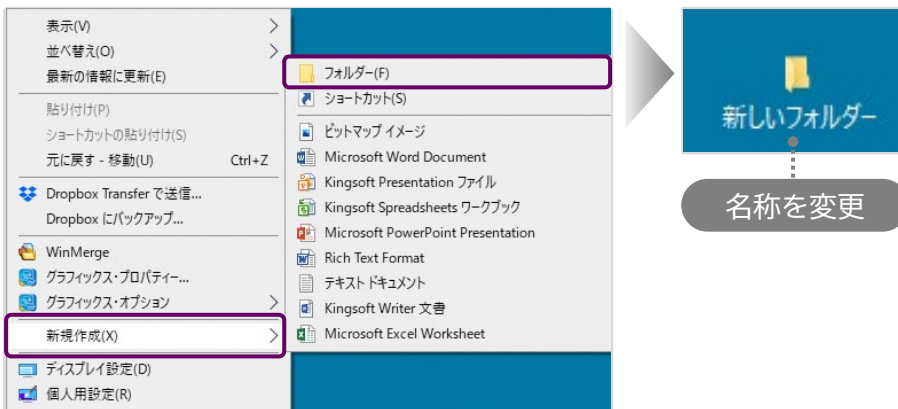 表示(V)
並べ替え(O)
最新の情報に更新(E)
貼り付け(P)
ショートカットの貼り付け(S)
元に戻す - 移動(U) Ctrl+Z
Dropbox Transfer で送信...
Dropbox にバックアップ...
WinMerge
グラフィックス・プロパティー...
グラフィックス・オプション
新規作成(X)
ディスプレイ設定(D)
個人用設定(R)
フォルダー(F)
ショートカット(S)
ビットマップ イメージ
Microsoft Word Document
Kingsoft Presentation ファイル
Kingsoft Spreadsheets ワークブック
Microsoft PowerPoint Presentation
Rich Text Format
テキスト ドキュメント
Kingsoft Writer 文書
Microsoft Excel Worksheet
新しいフォルダー
名称を変更